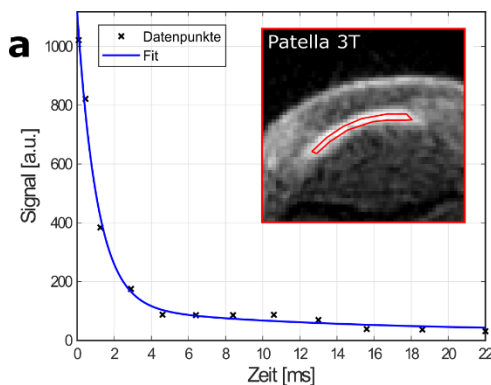 a
Datenpunkte
Fit
Patella 3T
Signal [a.u.]
1000
800
600
400
200
0
0 2 4 6 8 10 12 14 16 18 20 22
Zeit [ms]